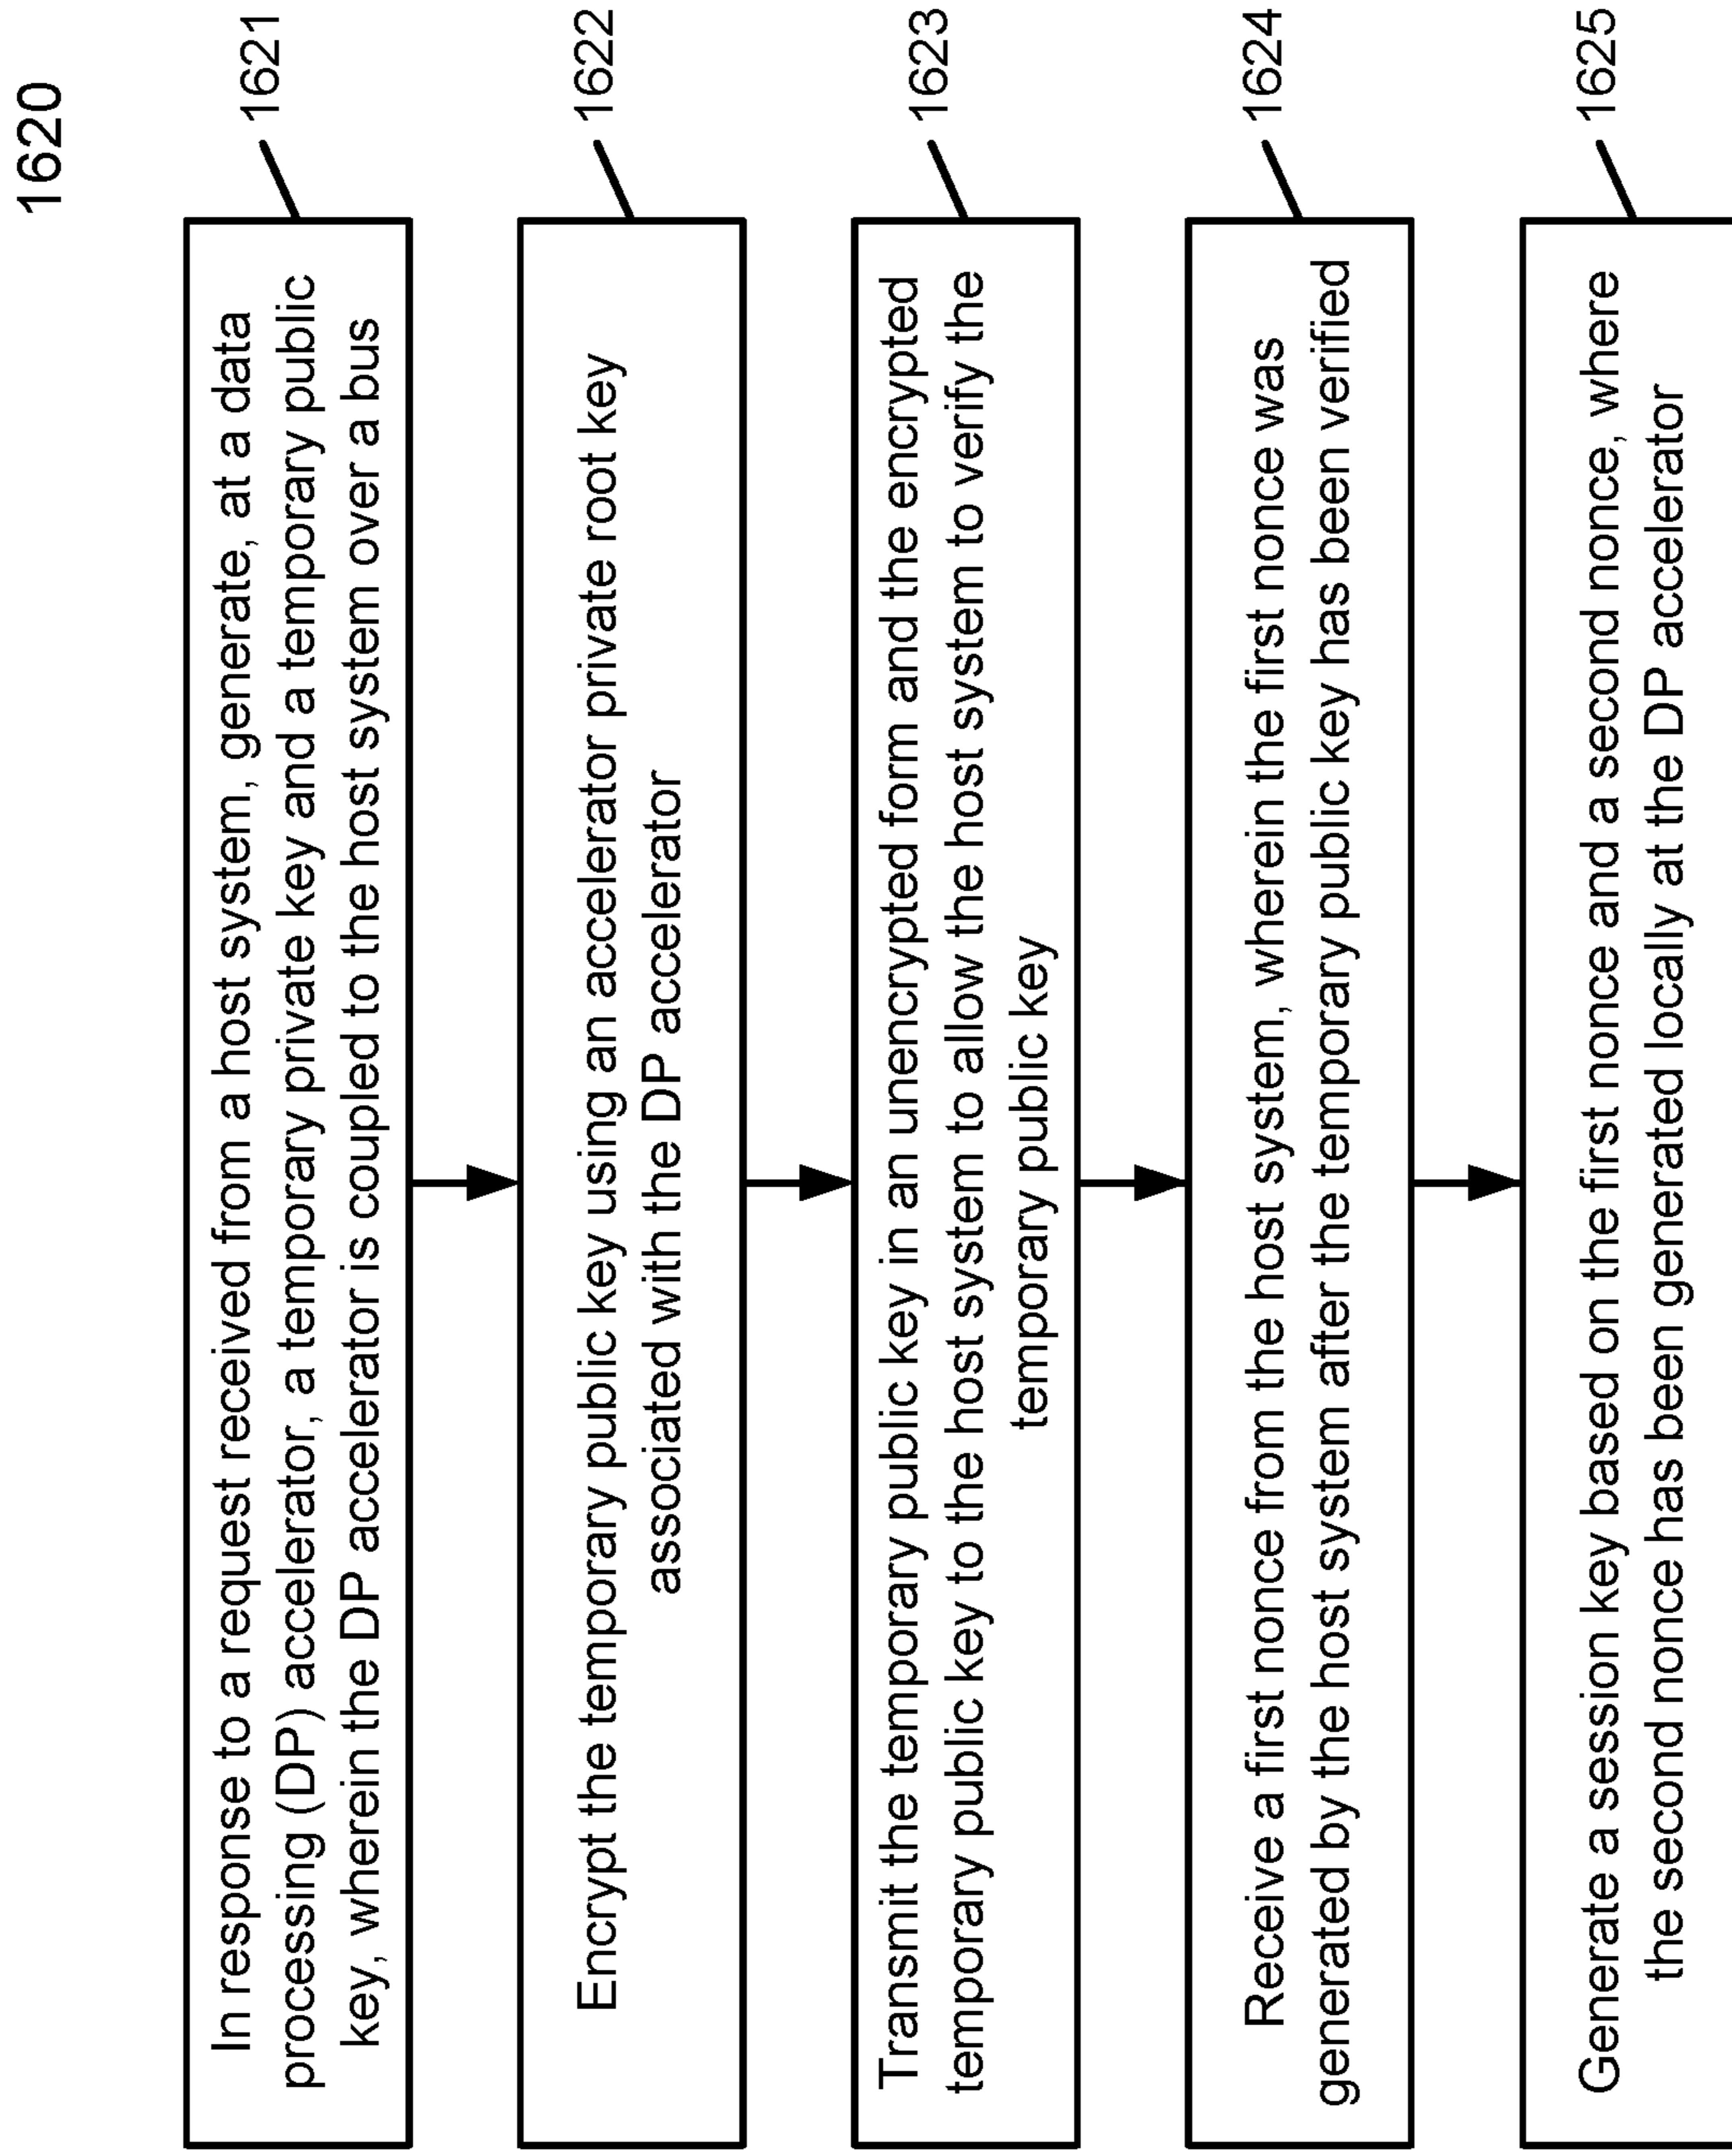 1620
In response to a request received from a host system, generate, at a data
processing (DP) accelerator, a temporary private key and a temporary public
key, wherein the DP accelerator is coupled to the host system over a bus
1621
Encrypt the temporary public key using an accelerator private root key
associated with the DP accelerator
1622
Transmit the temporary public key in an unencrypted form and the encrypted
temporary public key to the host system to allow the host system to verify the
temporary public key
1623
Receive a first nonce from the host system, wherein the first nonce was
generated by the host system after the temporary public key has been verified
1624
Generate a session key based on the first nonce and a second nonce, where
the second nonce has been generated locally at the DP accelerator
1625